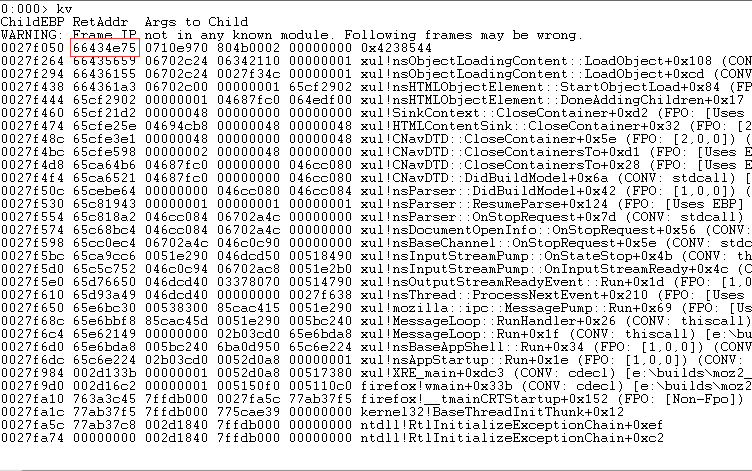 0:000> kv
ChildEBP RetAddr  Args to Child
WARNING: Frame IP not in any known module. Following frames may be wrong.
0027f050 66434e75 0710e970 804b0002 00000000 0x4238544
0027f264 66435659 06702c24 06342110 00000000 xul!nsObjectLoadingContent::LoadObject+0x108 (CON
0027f294 66436155 06702c24 0027f34c 00000000 xul!nsObjectLoadingContent::LoadObject+0xcd (CONV
0027f438 664361a3 06702c00 00000001 65cf2902 xul!nsHTMLObjectElement::StartObjectLoad+0x84 (FP
0027f444 65cf2902 00000001 04687fc0 064edf00 xul!nsHTMLObjectElement::DoneAddingChildren+0x17
0027f460 65cf21d2 00000048 00000000 00000048 xul!SinkContext::CloseContainer+0xd2 (FPO: [Uses
0027f474 65cfe25e 04694cb8 00000000 00000048 xul!HTMLContentSink::CloseContainer+0x32 (FPO: [2
0027f48c 65cfe3e1 00000048 00000000 00000048 xul!CNavDTD::CloseContainer+0x5e (FPO: [2,0,0]) (
0027f4bc 65cfe598 00000002 00000048 00000000 xul!CNavDTD::CloseContainersTo+0xd1 (FPO: [Uses E
0027f4d8 65ca64b6 04687fc0 00000000 046cc080 xul!CNavDTD::CloseContainersTo+0x28 (FPO: [Uses E
0027f4f4 65ca6521 04687fc0 00000000 046cc080 xul!CNavDTD::DidBuildModel+0x6a (CONV: stdcall) [
0027f50c 65cebe64 00000000 046cc080 046cc084 xul!nsParser::DidBuildModel+0x42 (FPO: [1,0,0]) (
0027f530 65c81943 00000001 00000001 00000001 xul!nsParser::ResumeParse+0x124 (FPO: [Uses EBP]
0027f554 65c818a2 046cc084 06702a4c 00000000 xul!nsParser::OnStopRequest+0x7d (CONV: stdcall)
0027f574 65c68bc4 046cc084 06702a4c 00000000 xul!nsDocumentOpenInfo::OnStopRequest+0x56 (CONV:
0027f598 65cc0ec4 06702a4c 046c0c90 00000000 xul!nsBaseChannel::OnStopRequest+0x5e (CONV: stdc
0027f5bc 65ca9cc6 0051e290 046dcd50 00518490 xul!nsInputStreamPump::OnStateStop+0x4b (CONV: th
0027f5d0 65c5c752 046c0c94 06702ac8 0051e2b0 xul!nsInputStreamPump::OnInputStreamReady+0x4c (C
0027f5e0 65d76650 046dcd40 03378070 00514790 xul!nsOutputStreamReadyEvent::Run+0x1d (FPO: [1,0
0027f610 65d93a49 046dcd40 00000000 0027f638 xul!nsThread::ProcessNextEvent+0x210 (FPO: [Uses
0027f650 65e6bc30 00538300 85cac415 0051e290 xul!mozilla::ipc::MessagePump::Run+0x69 (FPO: [Us
0027f68c 65e6bbf8 95cac45d 0051e290 005bc240 xul!MessageLoop::RunHandler+0x26 (CONV: thiscall)
0027f6ac 65e62149 00000000 02b03cd0 65e6bda8 xul!MessageLoop::Run+0x1f (CONV: thiscall) [e:\bu
0027f6d0 65e6bda8 005bc240 6ba0d950 65c6e224 xul!nsBaseAppShell::Run+0x34 (FPO: [1,0,0]) (CONV
0027f6dc 65c6e224 02b03cd0 0052d0a8 00000000 xul!nsAppStartup::Run+0x1e (FPO: [1,0,0]) (CONV:
0027f984 002d133b 00000001 0052d0a8 00517380 xul!XRE_main+0xdc3 (CONV: cdecl) [e:\builds\moz2_
0027f9d0 002d16c2 00000001 005150f0 005110c0 firefox!wmain+0x33b (CONV: cdecl) [e:\builds\moz2
0027fa10 763a3c45 7ffdb000 0027fa5c 77ab37f5 firefox!__tmainCRTStartup+0x152 (FPO: [Non-Fpo])
0027fa1c 77ab37f5 7ffdb000 775cae39 00000000 kernel32!BaseThreadInitThunk+0x12
0027fa5c 77ab37c8 002d1840 7ffdb000 00000000 ntdll!RtlInitializeExceptionChain+0xef
0027fa74 00000000 002d1840 7ffdb000 00000000 ntdll!RtlInitializeExceptionChain+0xc2